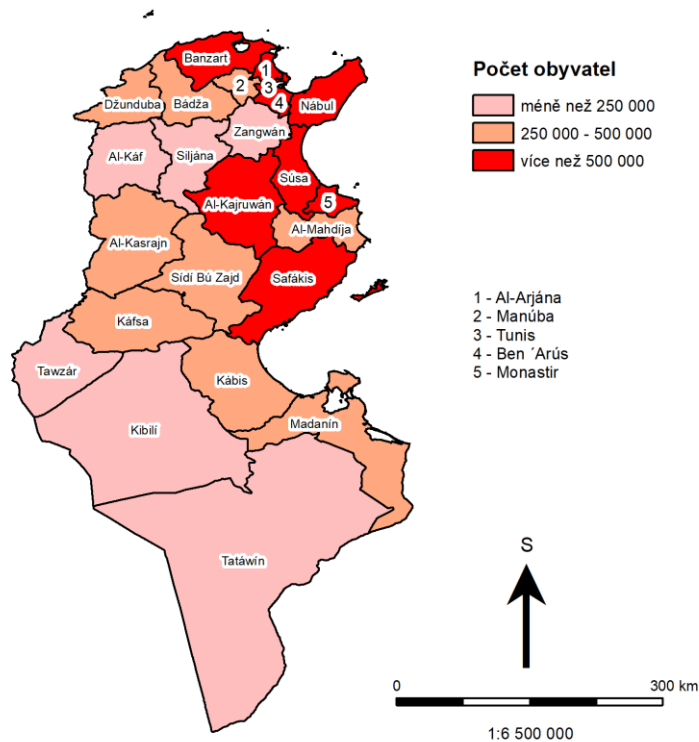 Banzart
1
2
3
4
Nábul
Džunduba
Bádža
Zangwán
Al-Káf
Siljána
Súsa
Al-Kajruwán
5
Al-Mahdíja
Al-Kasrajn
Sídí Bú Zajd
Safákis
Káfsa
Tawzár
Kábis
Kibilí
Madanín
Tatáwín
Počet obyvatel
méně než 250 000
250 000 - 500 000
více než 500 000
1 - Al-Arjána
2 - Manúba
3 - Tunis
4 - Ben ´Arús
5 - Monastir
S
0 300 km
1:6 500 000